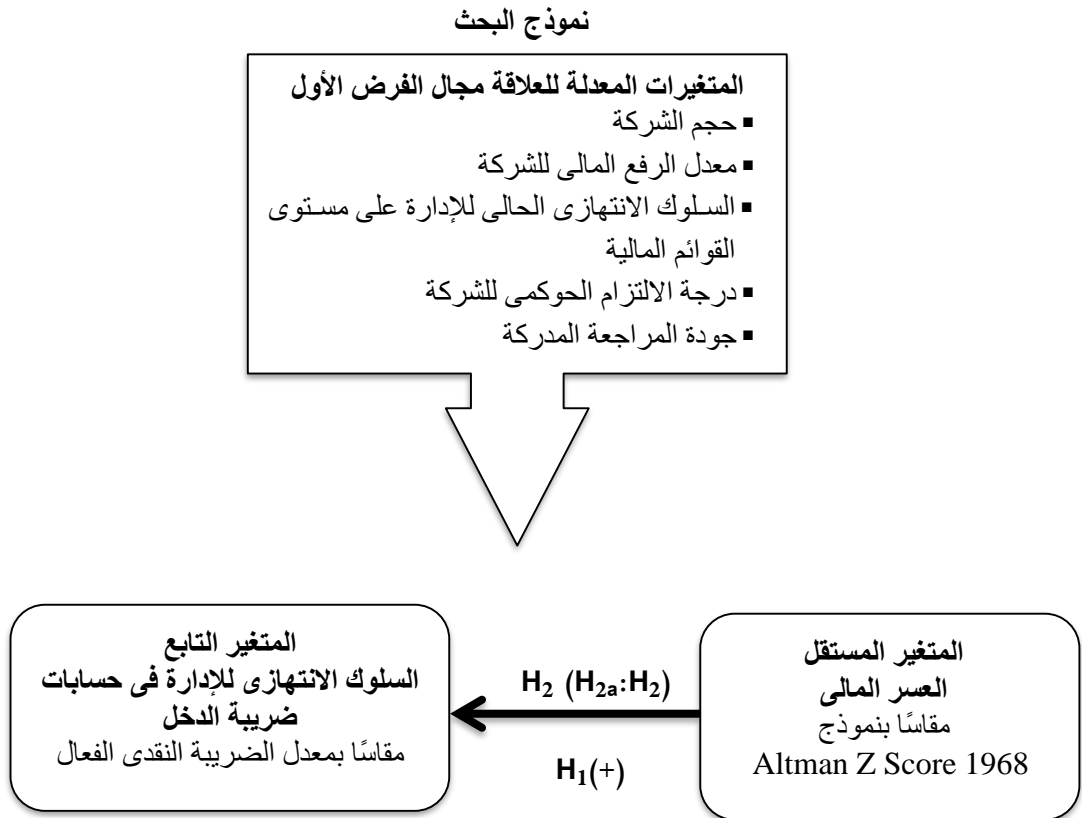 نموذج البحث
المتغيرات المعدلة للعلاقة مجال الفرض الأول
▪ حجم الشركة
▪ معدل الرفع المالى للشركة
▪ السلوك الانتهازى الحالى للإدارة على مستوى
القوائم المالية
▪ درجة الالتزام الحوكمى للشركة
▪ جودة المراجعة المدركة
المتغير المستقل
العسر المالى
مقاسًا بنموذج
Altman Z Score 1968
H₂ (H₂ₐ:H₂)
H₁(+)
المتغير التابع
السلوك الانتهازى للإدارة فى حسابات
ضريبة الدخل
مقاسًا بمعدل الضريبة النقدى الفعال